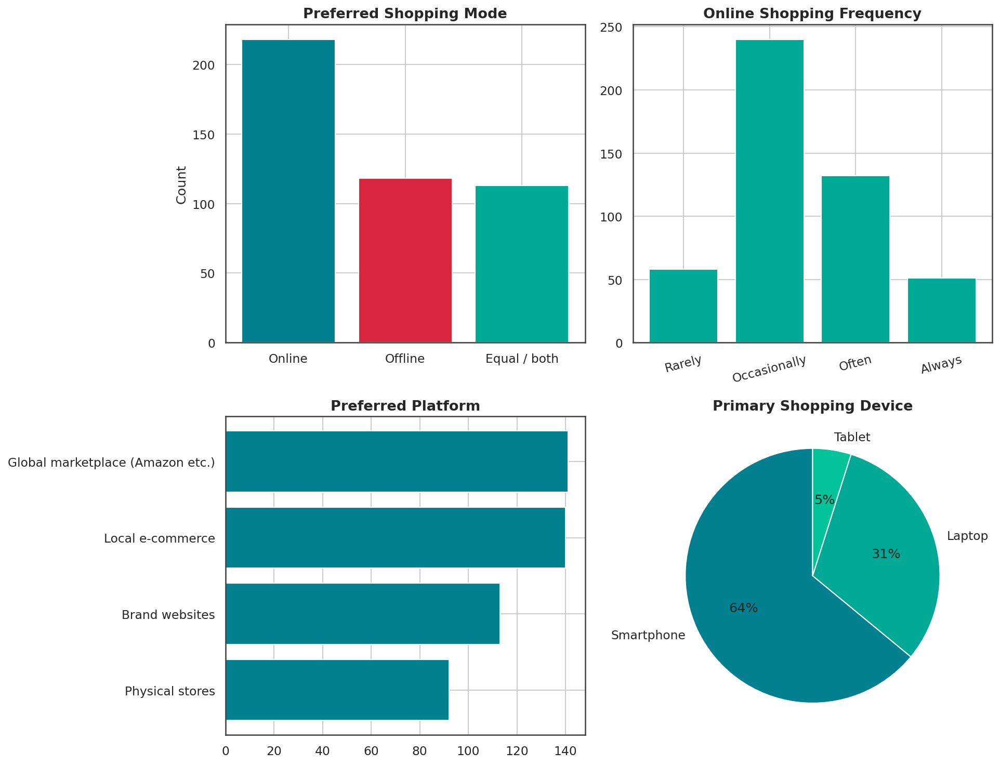 Preferred Shopping Mode
Count
200
150
100
50
0
Online Offline Equal / both
Online Shopping Frequency
250
200
150
100
50
0
Rarely Occasionally Often Always
Preferred Platform
Global marketplace (Amazon etc.)
Local e-commerce
Brand websites
Physical stores
0 20 40 60 80 100 120 140
Primary Shopping Device
Tablet
5%
Laptop
31%
64%
Smartphone